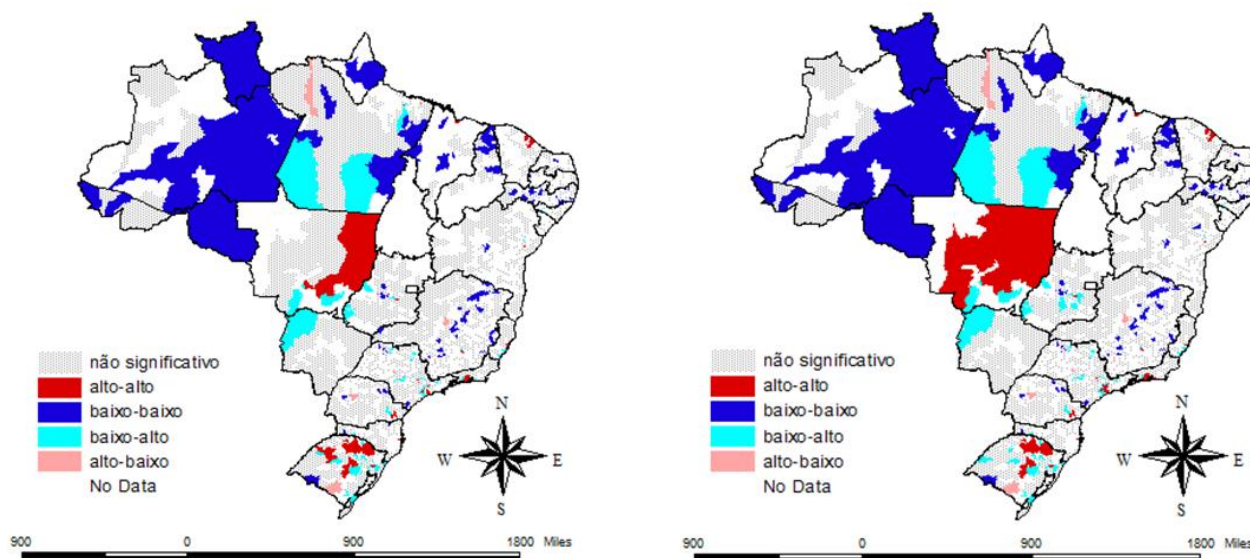 não significativo
alto-alto
baixo-baixo
baixo-alto
alto-baixo
No Data
N
W E
S
900 0 900 1800 Miles
não significativo
alto-alto
baixo-baixo
baixo-alto
alto-baixo
No Data
N
W E
S
900 0 900 1800 Miles